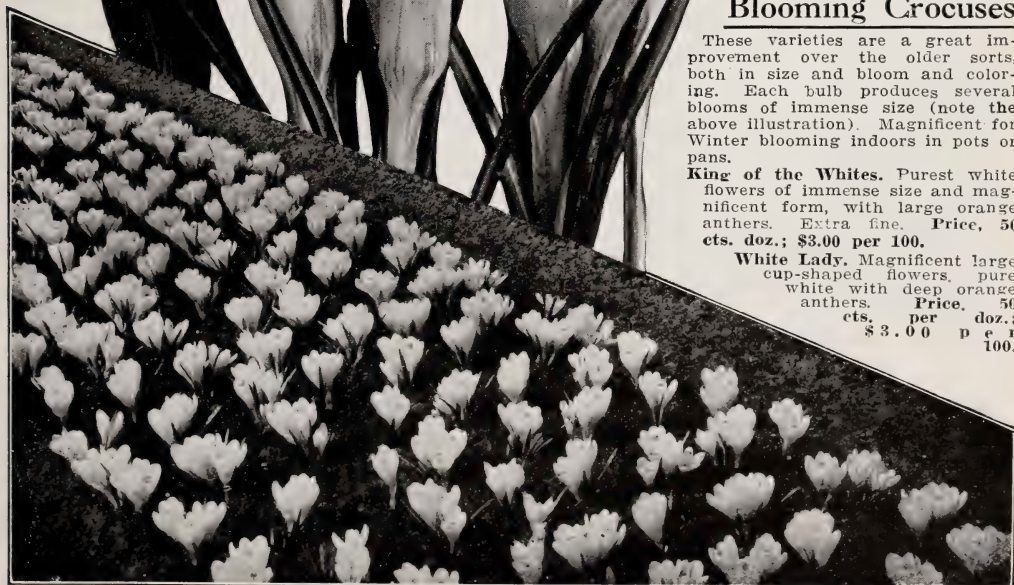 Blooming Crocuses
These varieties are a great im-
provement over the older sorts,
both in size and bloom and color-
ing. Each bulb produces several
blooms of immense size (note the
above illustration). Magnificent for
Winter blooming indoors in pots or
pans.
King of the Whites. Purest white
flowers of immense size and mag-
nificent form, with large orange
anthers. Extra fine. Price, 50
cts. doz.; $3.00 per 100.
White Lady. Magnificent large
cup-shaped flowers, pure
white with deep orange
anthers. Price, 50
cts. per doz.;
$3.00 per
100.